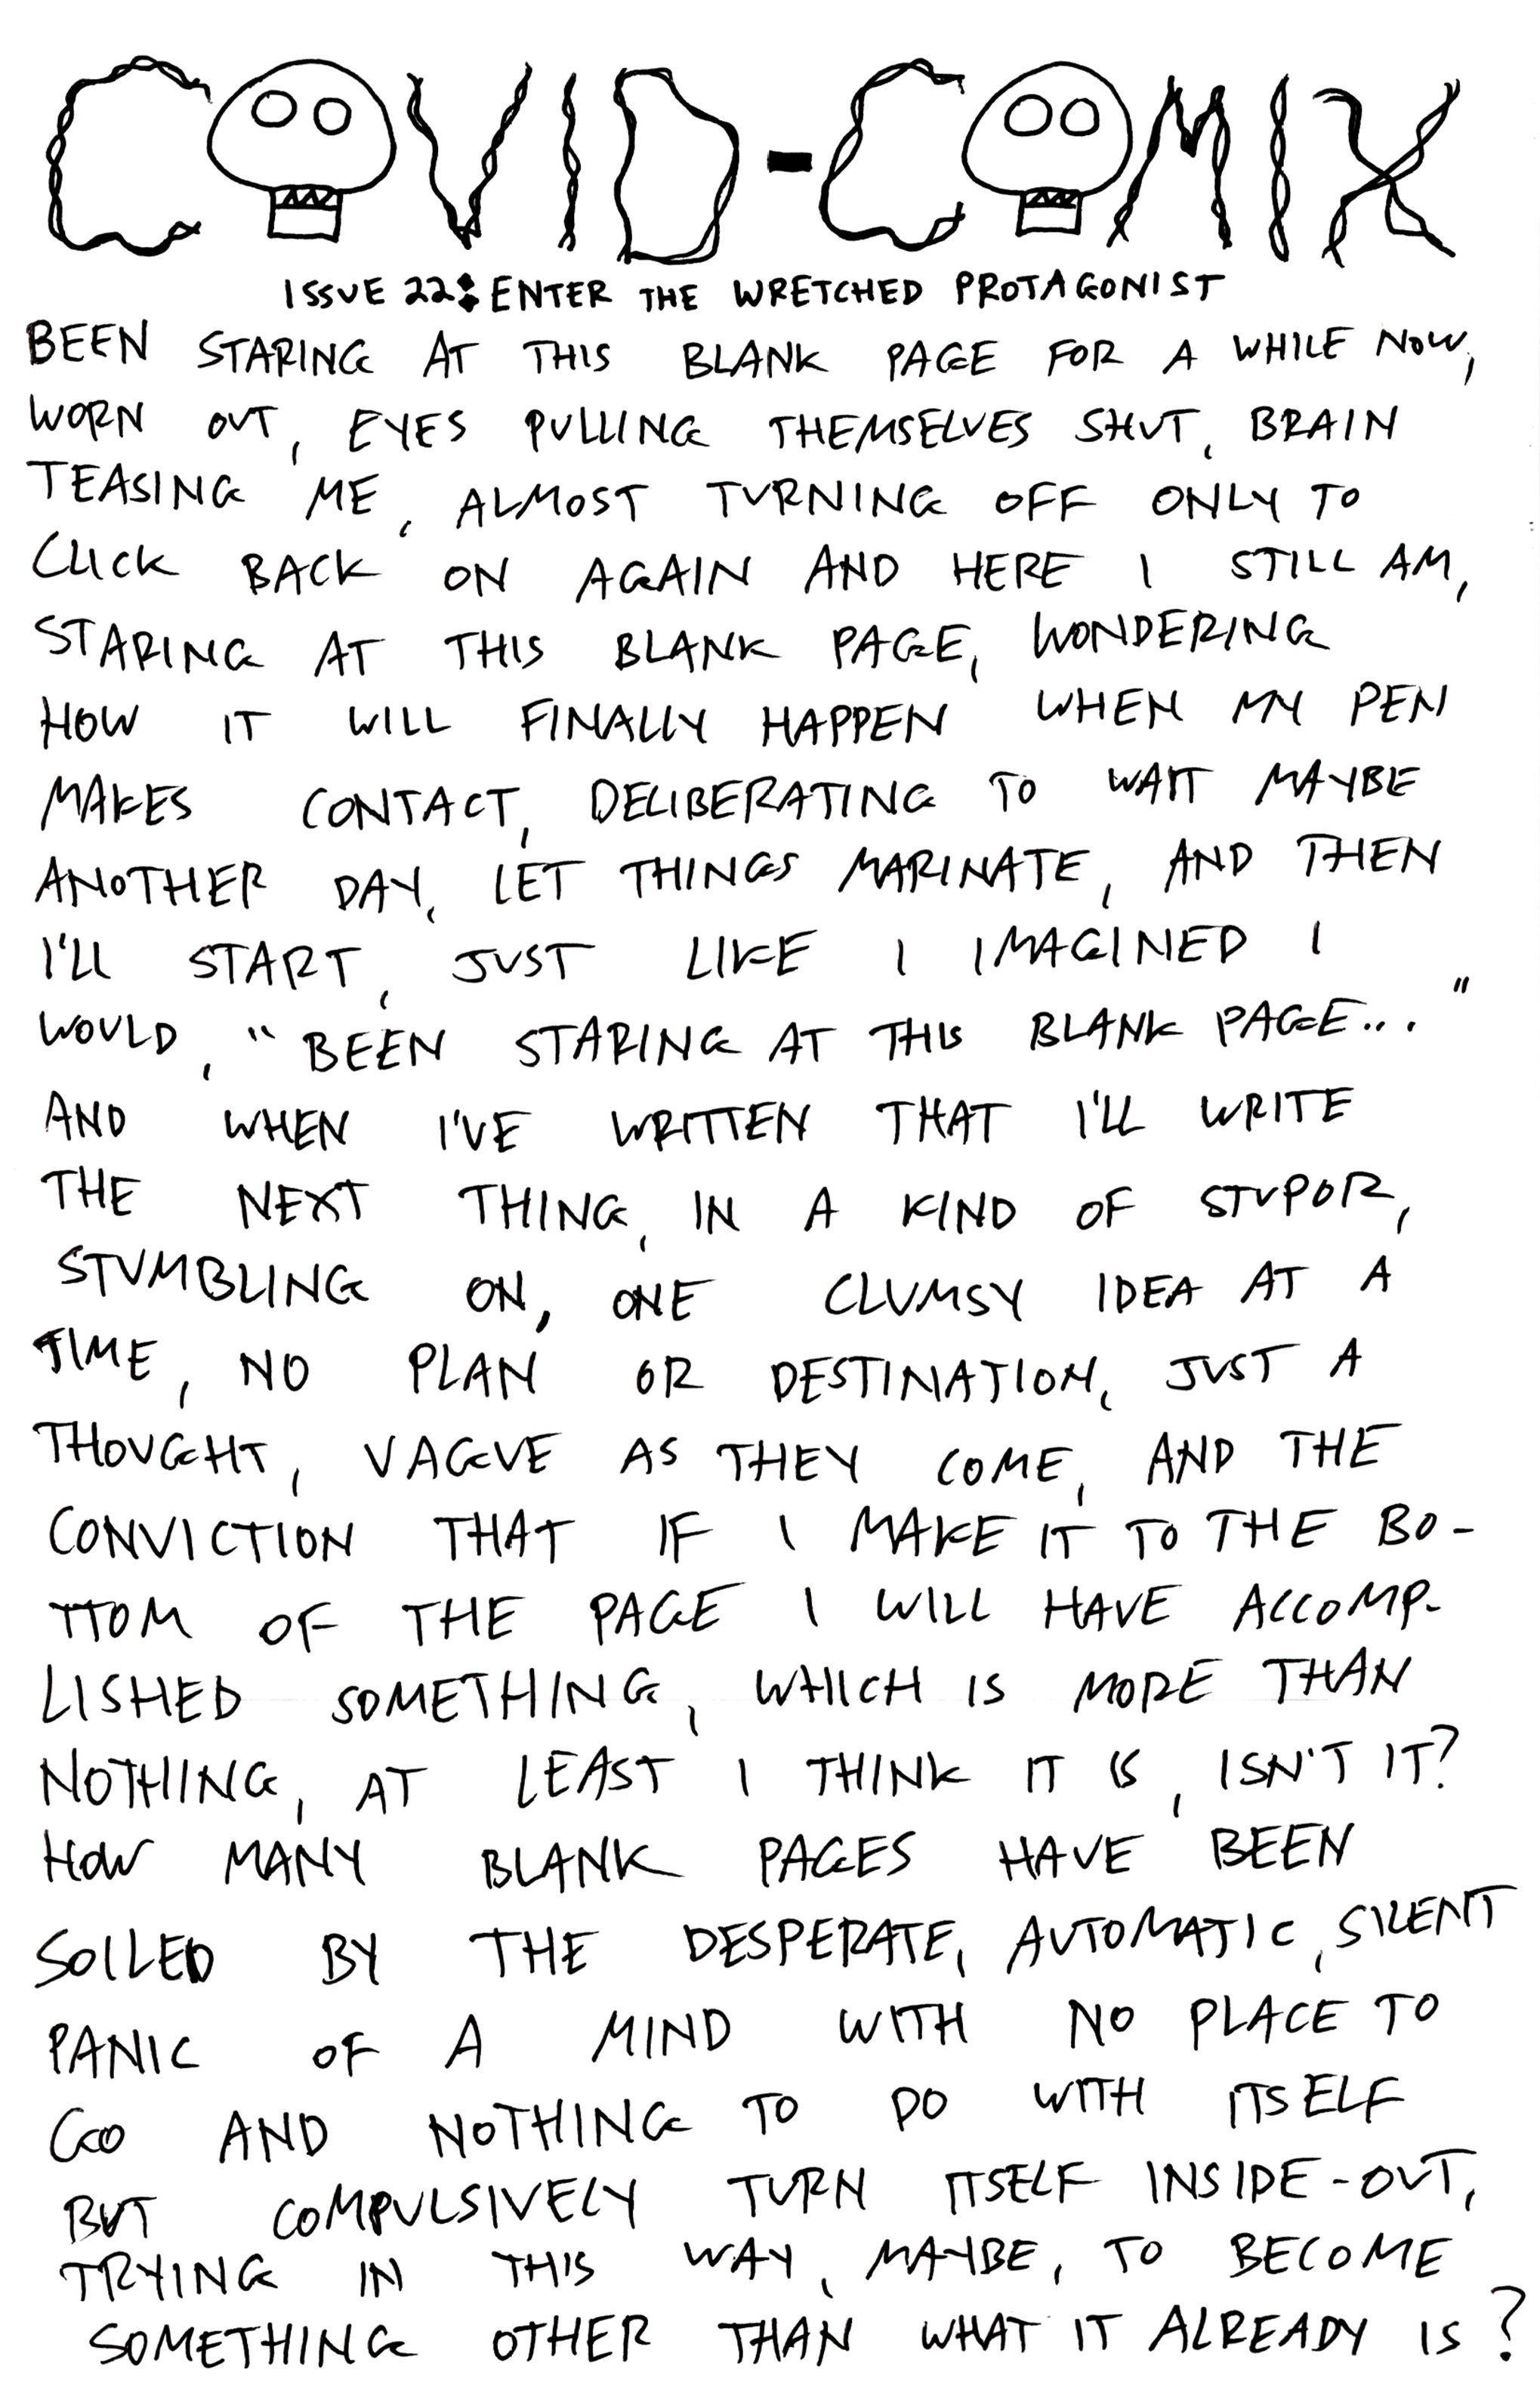 COVID-COMIX
ISSUE 22: ENTER THE WRETCHED PROTAGONIST
BEEN STARING AT THIS BLANK PAGE FOR A WHILE NOW,
WORN OUT, EYES PULLING THEMSELVES SHUT, BRAIN
TEASING ME, ALMOST TURNING OFF ONLY TO
CLICK BACK ON AGAIN AND HERE I STILL AM,
STARING AT THIS BLANK PAGE, WONDERING
HOW IT WILL FINALLY HAPPEN WHEN MY PEN
MAKES CONTACT, DELIBERATING TO WAIT MAYBE
ANOTHER DAY, LET THINGS MARINATE, AND THEN
I'LL START, JUST LIKE I IMAGINED I
WOULD, "BEEN STARING AT THIS BLANK PAGE..."
AND WHEN I'VE WRITTEN THAT I'LL WRITE
THE NEXT THING, IN A KIND OF STUPOR,
STUMBLING ON, ONE CLUMSY IDEA AT A
TIME, NO PLAN OR DESTINATION, JUST A
THOUGHT, VAGUE AS THEY COME, AND THE
CONVICTION THAT IF I MAKE IT TO THE BO-
TTOM OF THE PAGE I WILL HAVE ACCOMP-
LISHED SOMETHING, WHICH IS MORE THAN
NOTHING, AT LEAST I THINK IT IS, ISN'T IT?
HOW MANY BLANK PAGES HAVE BEEN
SOILED BY THE DESPERATE, AUTOMATIC, SILENT
PANIC OF A MIND WITH NO PLACE TO
GO AND NOTHING TO DO WITH ITSELF
BUT COMPULSIVELY TURN ITSELF INSIDE-OUT,
TRYING IN THIS WAY, MAYBE, TO BECOME
SOMETHING OTHER THAN WHAT IT ALREADY IS?